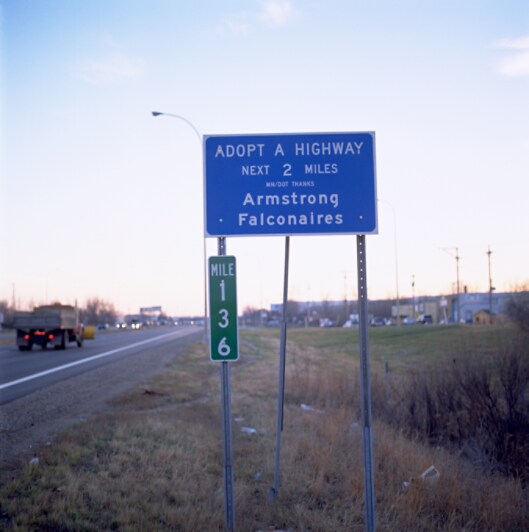 ADOPT A HIGHWAY
NEXT 2 MILES
MN/DOT THANKS
Armstrong
Falconaires
MILE
1
3
6